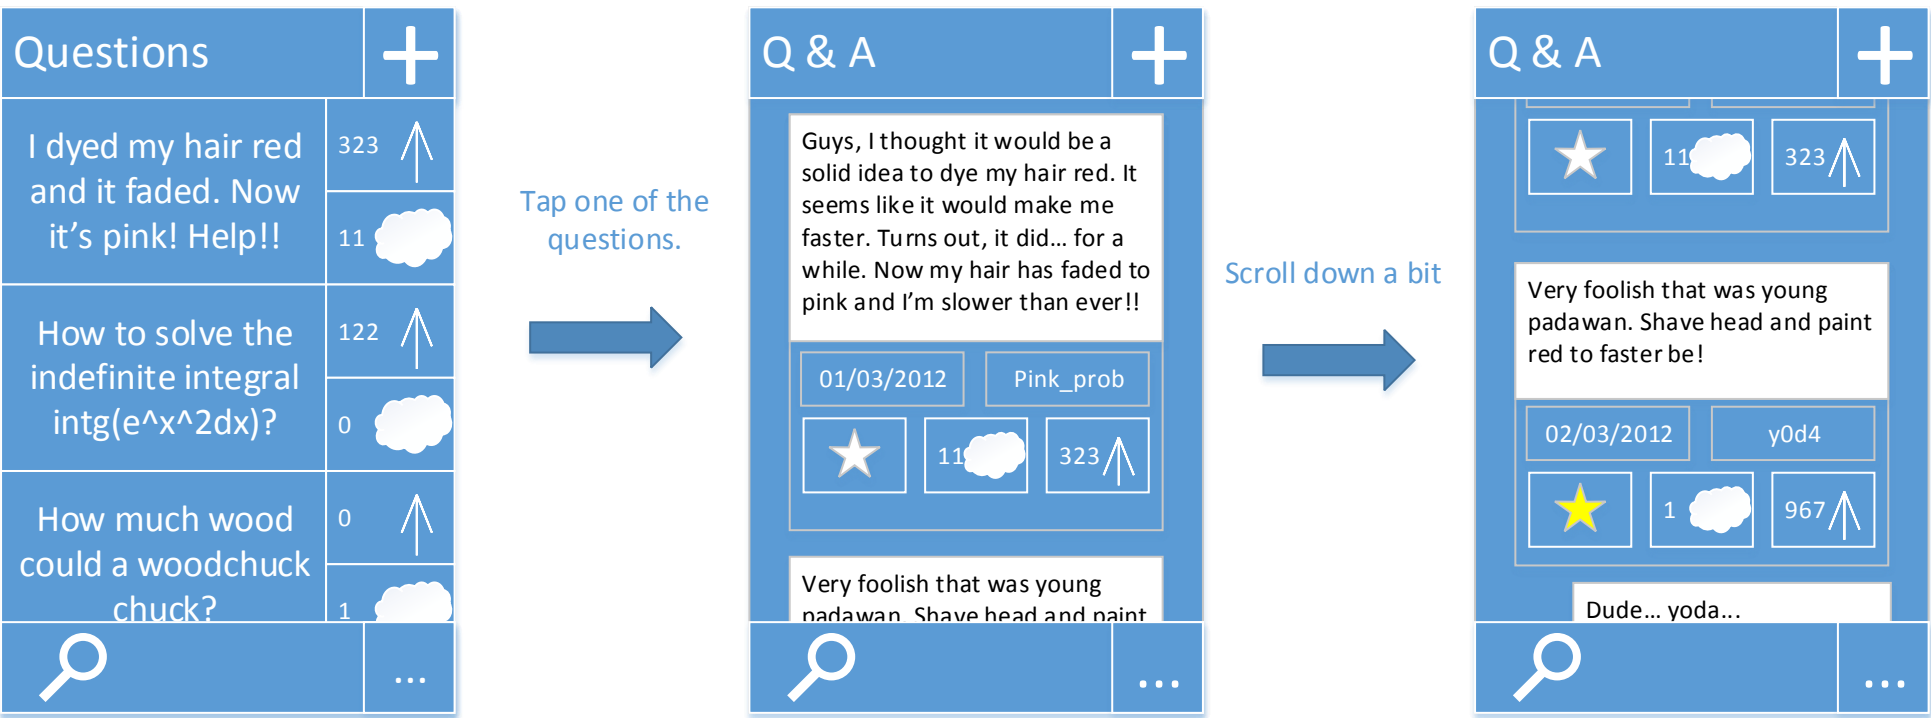 Questions
I dyed my hair red
and it faded. Now
it's pink! Help!!
323
11
How to solve the
indefinite integral
intg(e^x^2dx)?
122
0
How much wood
could a woodchuck
chuck?
0
1
...
Tap one of the
questions.
Q & A
Guys, I thought it would be a
solid idea to dye my hair red. It
seems like it would make me
faster. Turns out, it did... for a
while. Now my hair has faded to
pink and I'm slower than ever!!
01/03/2012
Pink_prob
11
323
Very foolish that was young
padawan. Shave head and paint
...
Scroll down a bit
Q & A
11
323
Very foolish that was young
padawan. Shave head and paint
red to faster be!
02/03/2012
y0d4
1
967
Dude... yoda...
...